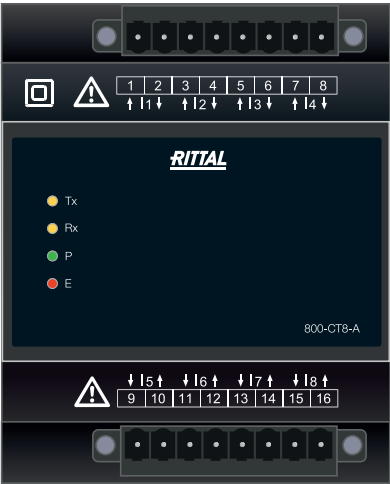 1 2 3 4 5 6 7 8
↑ I1 ↓ ↑ I2 ↓ ↑ I3 ↓ ↑ I4 ↓
RITTAL
Tx
Rx
P
E
800-CT8-A
↓ I5 ↑ ↓ I6 ↑ ↓ I7 ↑ ↓ I8 ↑
9 10 11 12 13 14 15 16